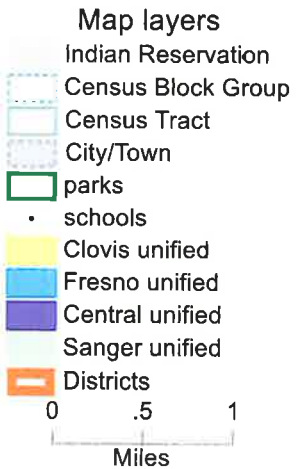 Map layers
Indian Reservation
Census Block Group
Census Tract
City/Town
parks
schools
Clovis unified
Fresno unified
Central unified
Sanger unified
Districts
0 .5 1
Miles